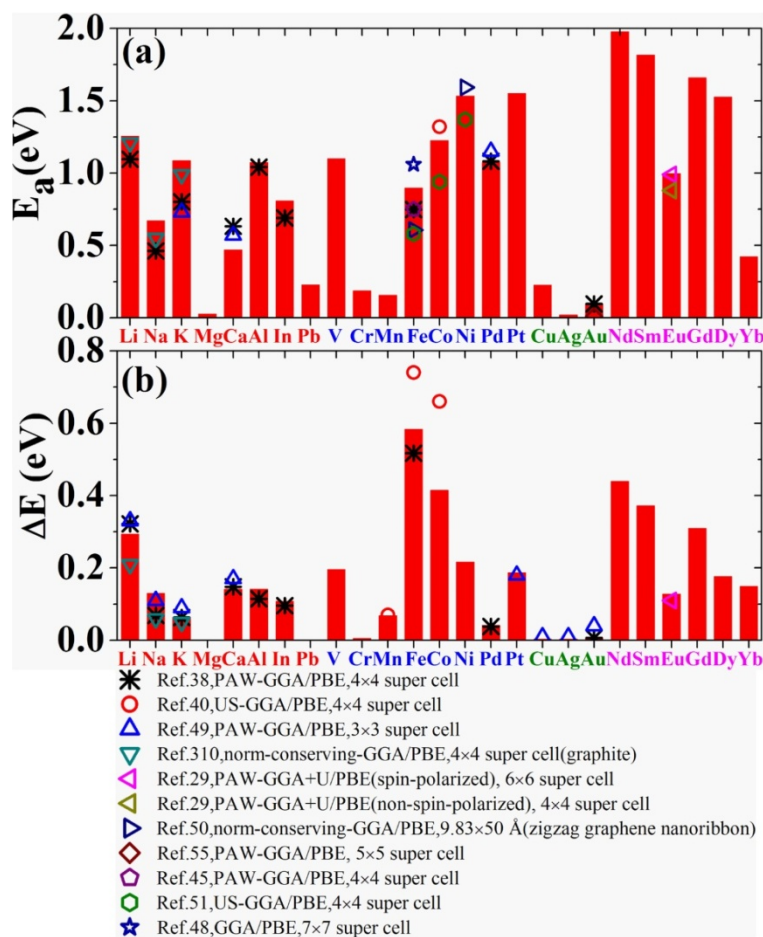 (a)
E_a(eV)
2.0
1.5
1.0
0.5
0.0
Li Na K Mg Ca Al In Pb V Cr Mn Fe Co Ni Pd Pt Cu Ag Au Nd Sm Eu Gd Dy Yb
(b)
ΔE (eV)
0.8
0.6
0.4
0.2
0.0
Li Na K Mg Ca Al In Pb V Cr Mn Fe Co Ni Pd Pt Cu Ag Au Nd Sm Eu Gd Dy Yb
Ref.38,PAW-GGA/PBE,4×4 super cell
Ref.40,US-GGA/PBE,4×4 super cell
Ref.49,PAW-GGA/PBE,3×3 super cell
Ref.310,norm-conserving-GGA/PBE,4×4 super cell(graphite)
Ref.29,PAW-GGA+U/PBE(spin-polarized), 6×6 super cell
Ref.29,PAW-GGA+U/PBE(non-spin-polarized), 4×4 super cell
Ref.50,norm-conserving-GGA/PBE,9.83×50 Å(zigzag graphene nanoribbon)
Ref.55,PAW-GGA/PBE, 5×5 super cell
Ref.45,PAW-GGA/PBE,4×4 super cell
Ref.51,US-GGA/PBE,4×4 super cell
Ref.48,GGA/PBE,7×7 super cell